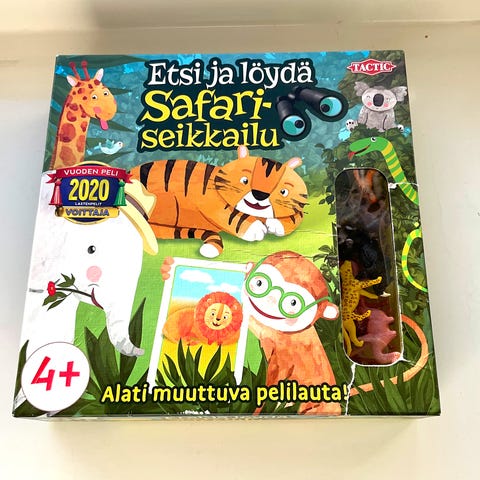 Etsi ja löydä
Safari-
seikkailu
TACTIC
VUODEN PELI
2020
LASTENPELIT
VOITTAJA
4+
Alati muuttuva pelilauta!